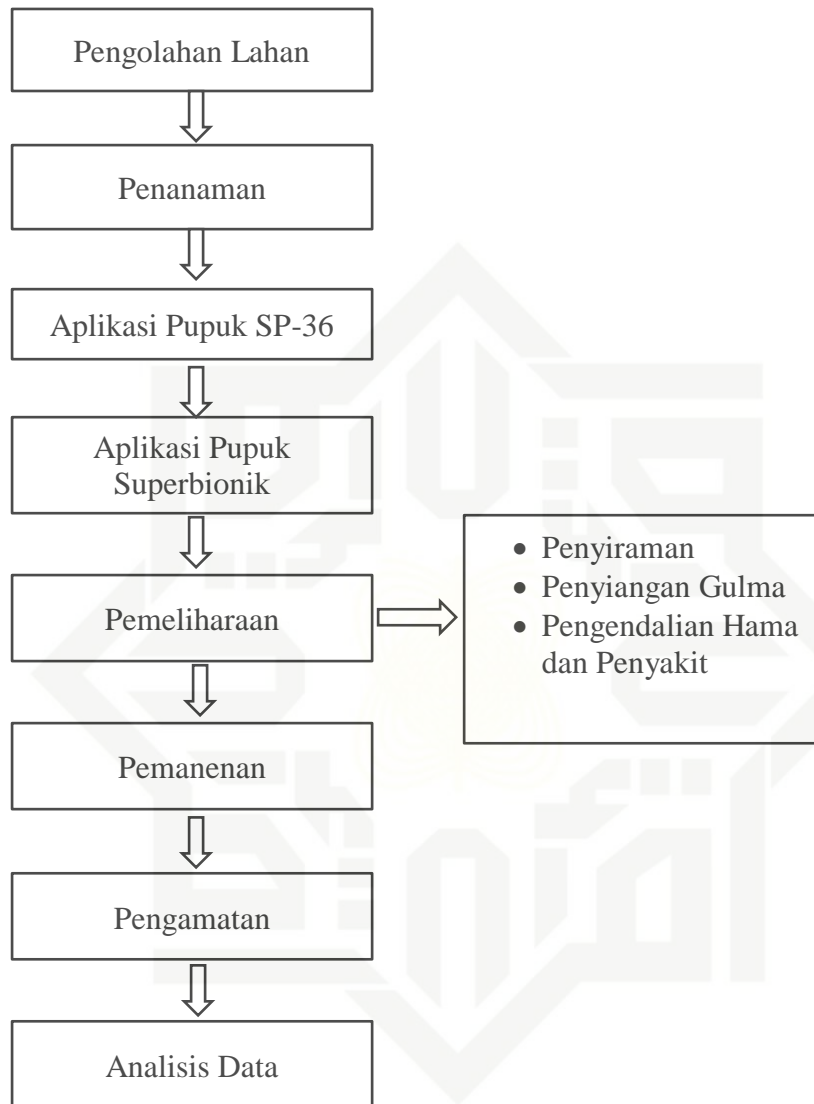 Pengolahan Lahan
Penanaman
Aplikasi Pupuk SP-36
Aplikasi Pupuk
Superbionik
Pemeliharaan
• Penyiraman
• Penyiangan Gulma
• Pengendalian Hama
dan Penyakit
Pemanenan
Pengamatan
Analisis Data